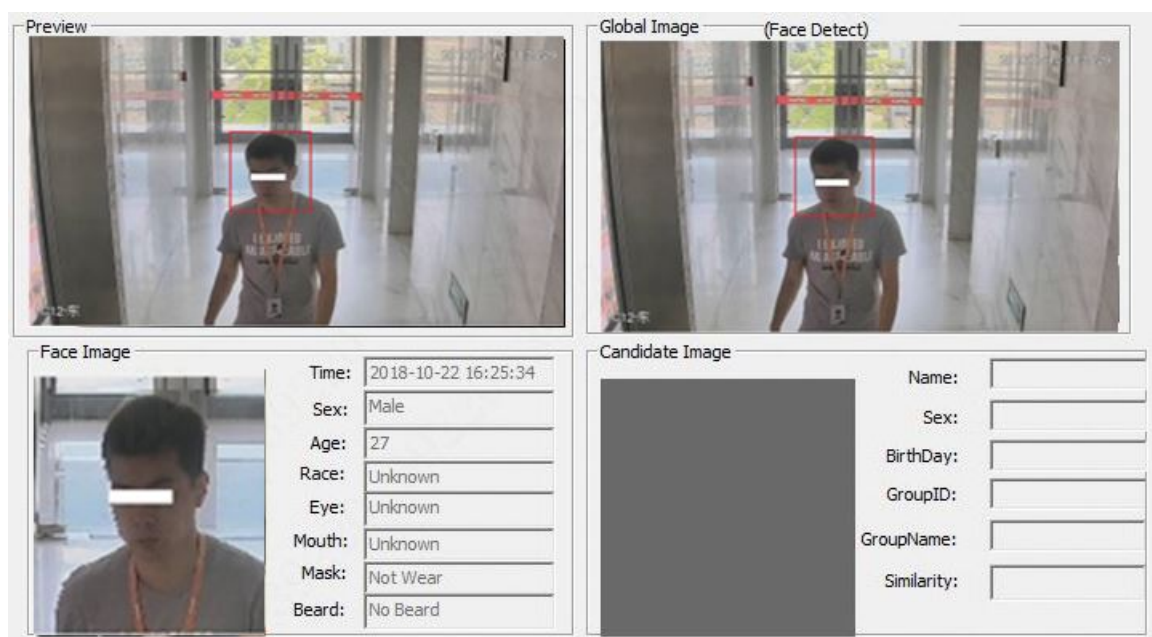 Preview
Global Image (Face Detect)
Face Image
Time: 2018-10-22 16:25:34
Sex: Male
Age: 27
Race: Unknown
Eye: Unknown
Mouth: Unknown
Mask: Not Wear
Beard: No Beard
Candidate Image
Name:
Sex:
BirthDay:
GroupID:
GroupName:
Similarity: